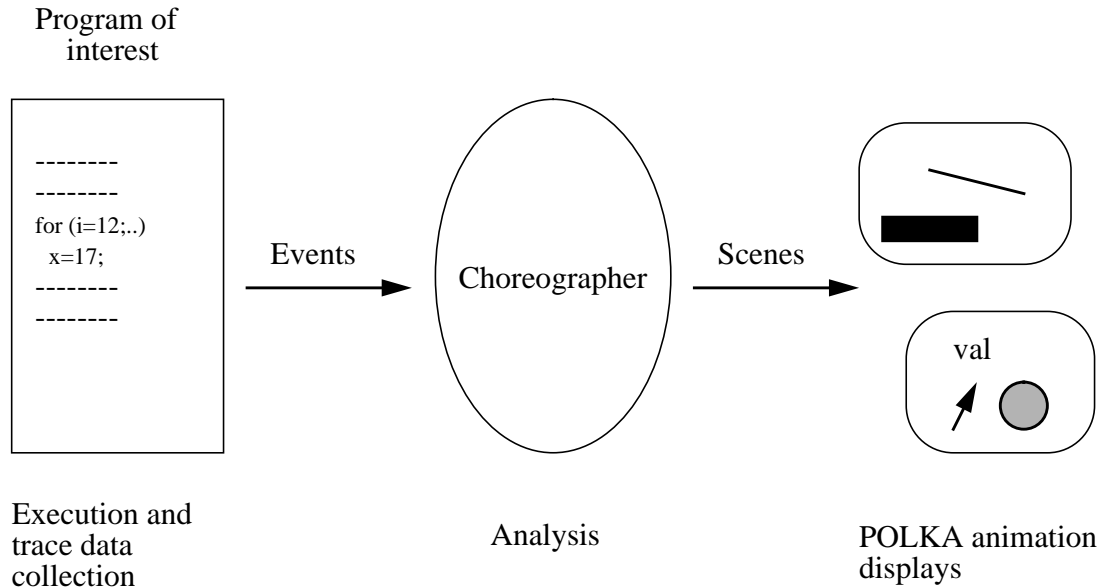 Program of
interest
--------
--------
for (i=12;..)
x=17;
--------
--------
Events
Choreographer
Scenes
val
Execution and
trace data
collection
Analysis
POLKA animation
displays